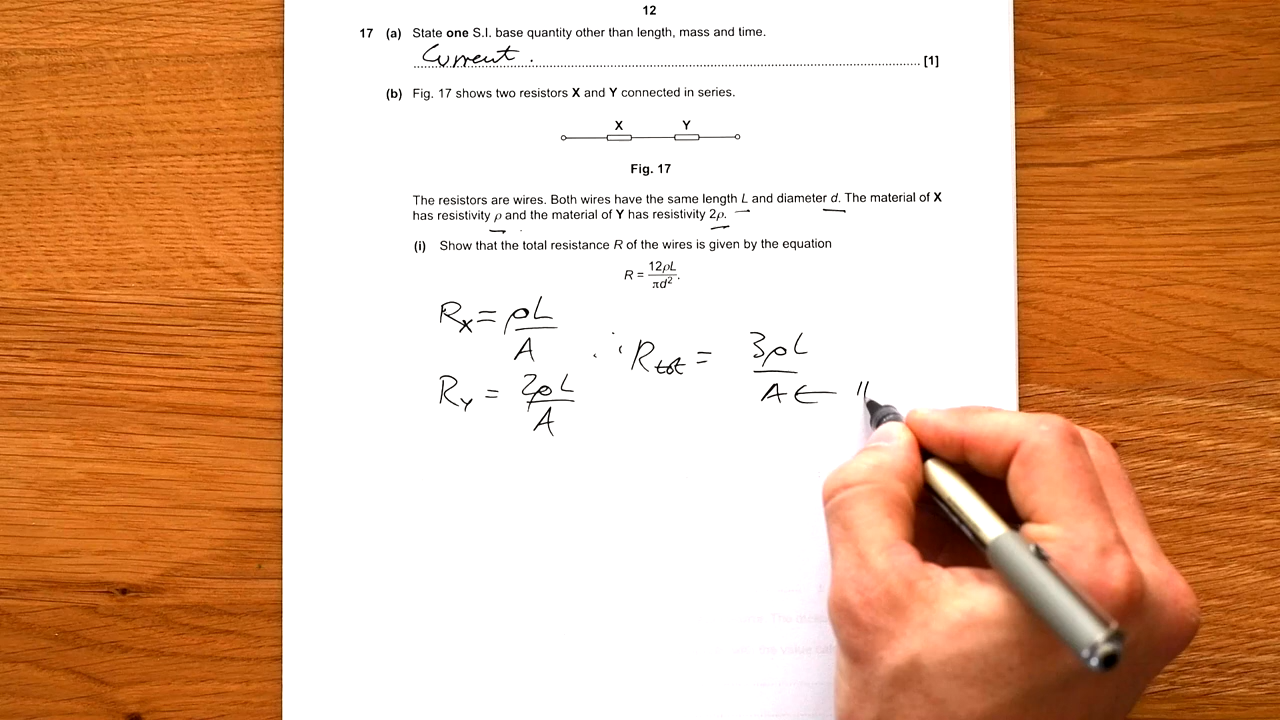 12
17 (a) State one S.I. base quantity other than length, mass and time.
Current.
[1]
(b) Fig. 17 shows two resistors X and Y connected in series.
X Y
Fig. 17
The resistors are wires. Both wires have the same length L and diameter d. The material of X
has resistivity ρ and the material of Y has resistivity 2ρ.
(i) Show that the total resistance R of the wires is given by the equation
R = 12ρL / πd².
Rx = ρL / A
∴ Rtot = 3ρL / A ←
Ry = 2ρL / A